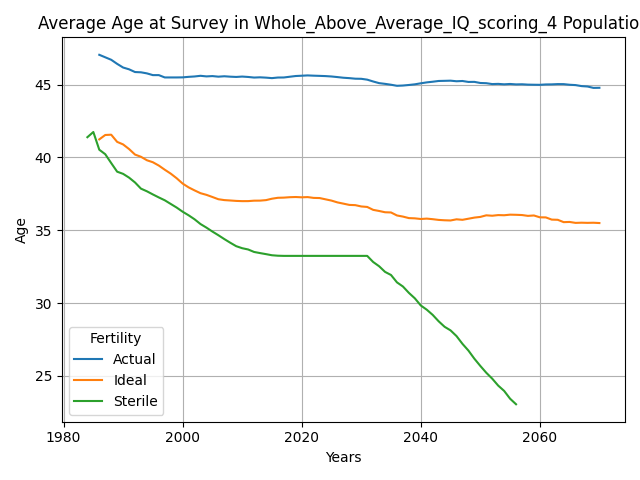 Average Age at Survey in Whole_Above_Average_IQ_scoring_4 Populatio
45
40
35
30
25
Age
Fertility
Actual
Ideal
Sterile
1980
2000
2020
2040
2060
Years